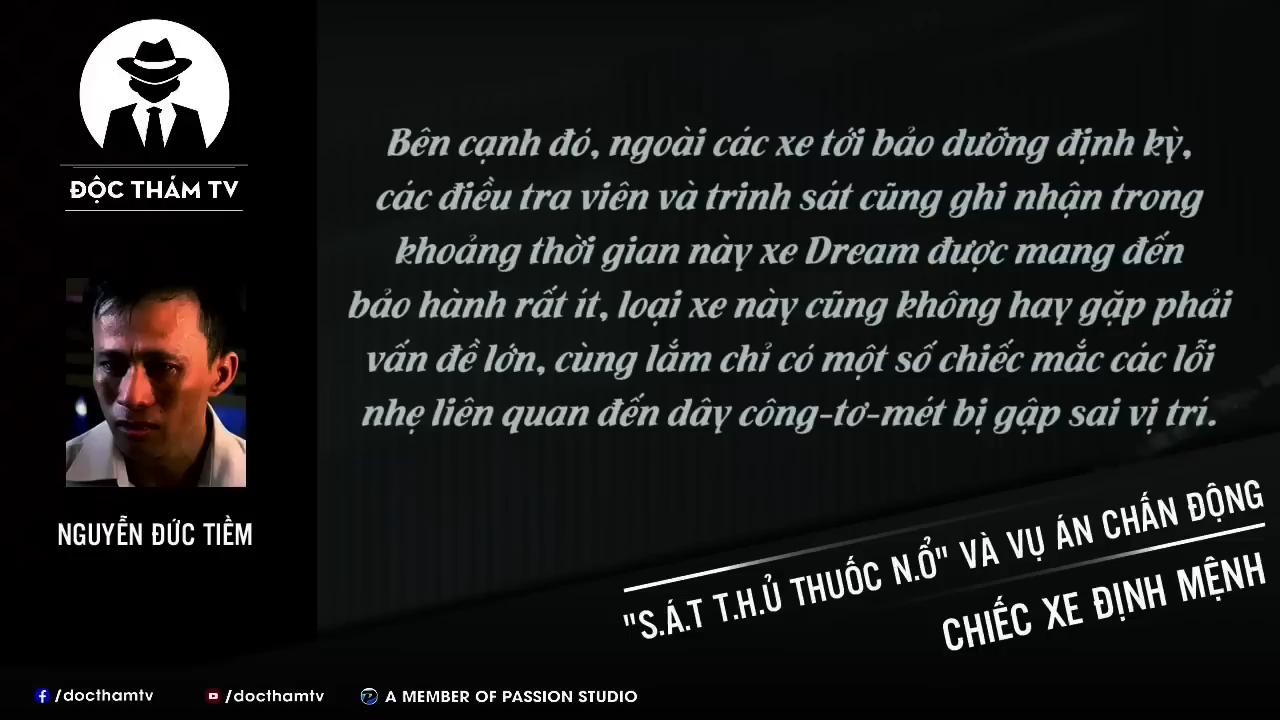 ĐỘC THÁM TV
NGUYỄN ĐỨC TIỀM
Bên cạnh đó, ngoài các xe tới bảo dưỡng định kỳ,
các điều tra viên và trinh sát cũng ghi nhận trong
khoảng thời gian này xe Dream được mang đến
bảo hành rất ít, loại xe này cũng không hay gặp phải
vấn đề lớn, cùng lắm chỉ có một số chiếc mắc các lỗi
nhẹ liên quan đến dây công-tơ-mét bị gập sai vị trí.
"S.Á.T T.H.Ủ THUỐC N.Ổ" VÀ VỤ ÁN CHẤN ĐỘNG
CHIẾC XE ĐỊNH MỆNH
/docthamtv
/docthamtv
A MEMBER OF PASSION STUDIO